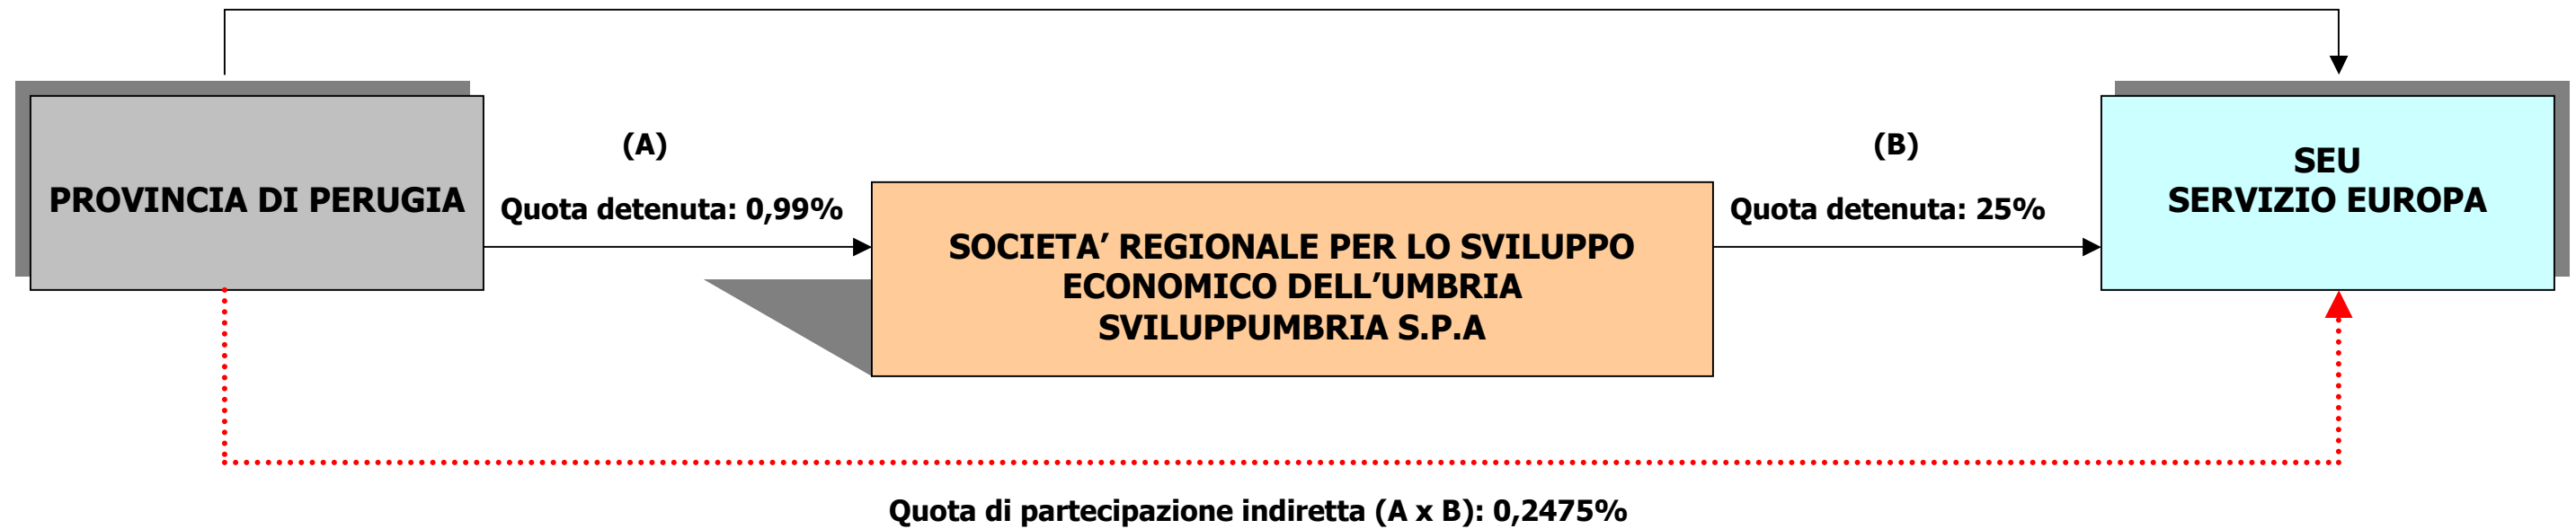 PROVINCIA DI PERUGIA
(A)
Quota detenuta: 0,99%
SOCIETA’ REGIONALE PER LO SVILUPPO
ECONOMICO DELL’UMBRIA
SVILUPPUMBRIA S.P.A
(B)
Quota detenuta: 25%
SEU
SERVIZIO EUROPA
Quota di partecipazione indiretta (A x B): 0,2475%